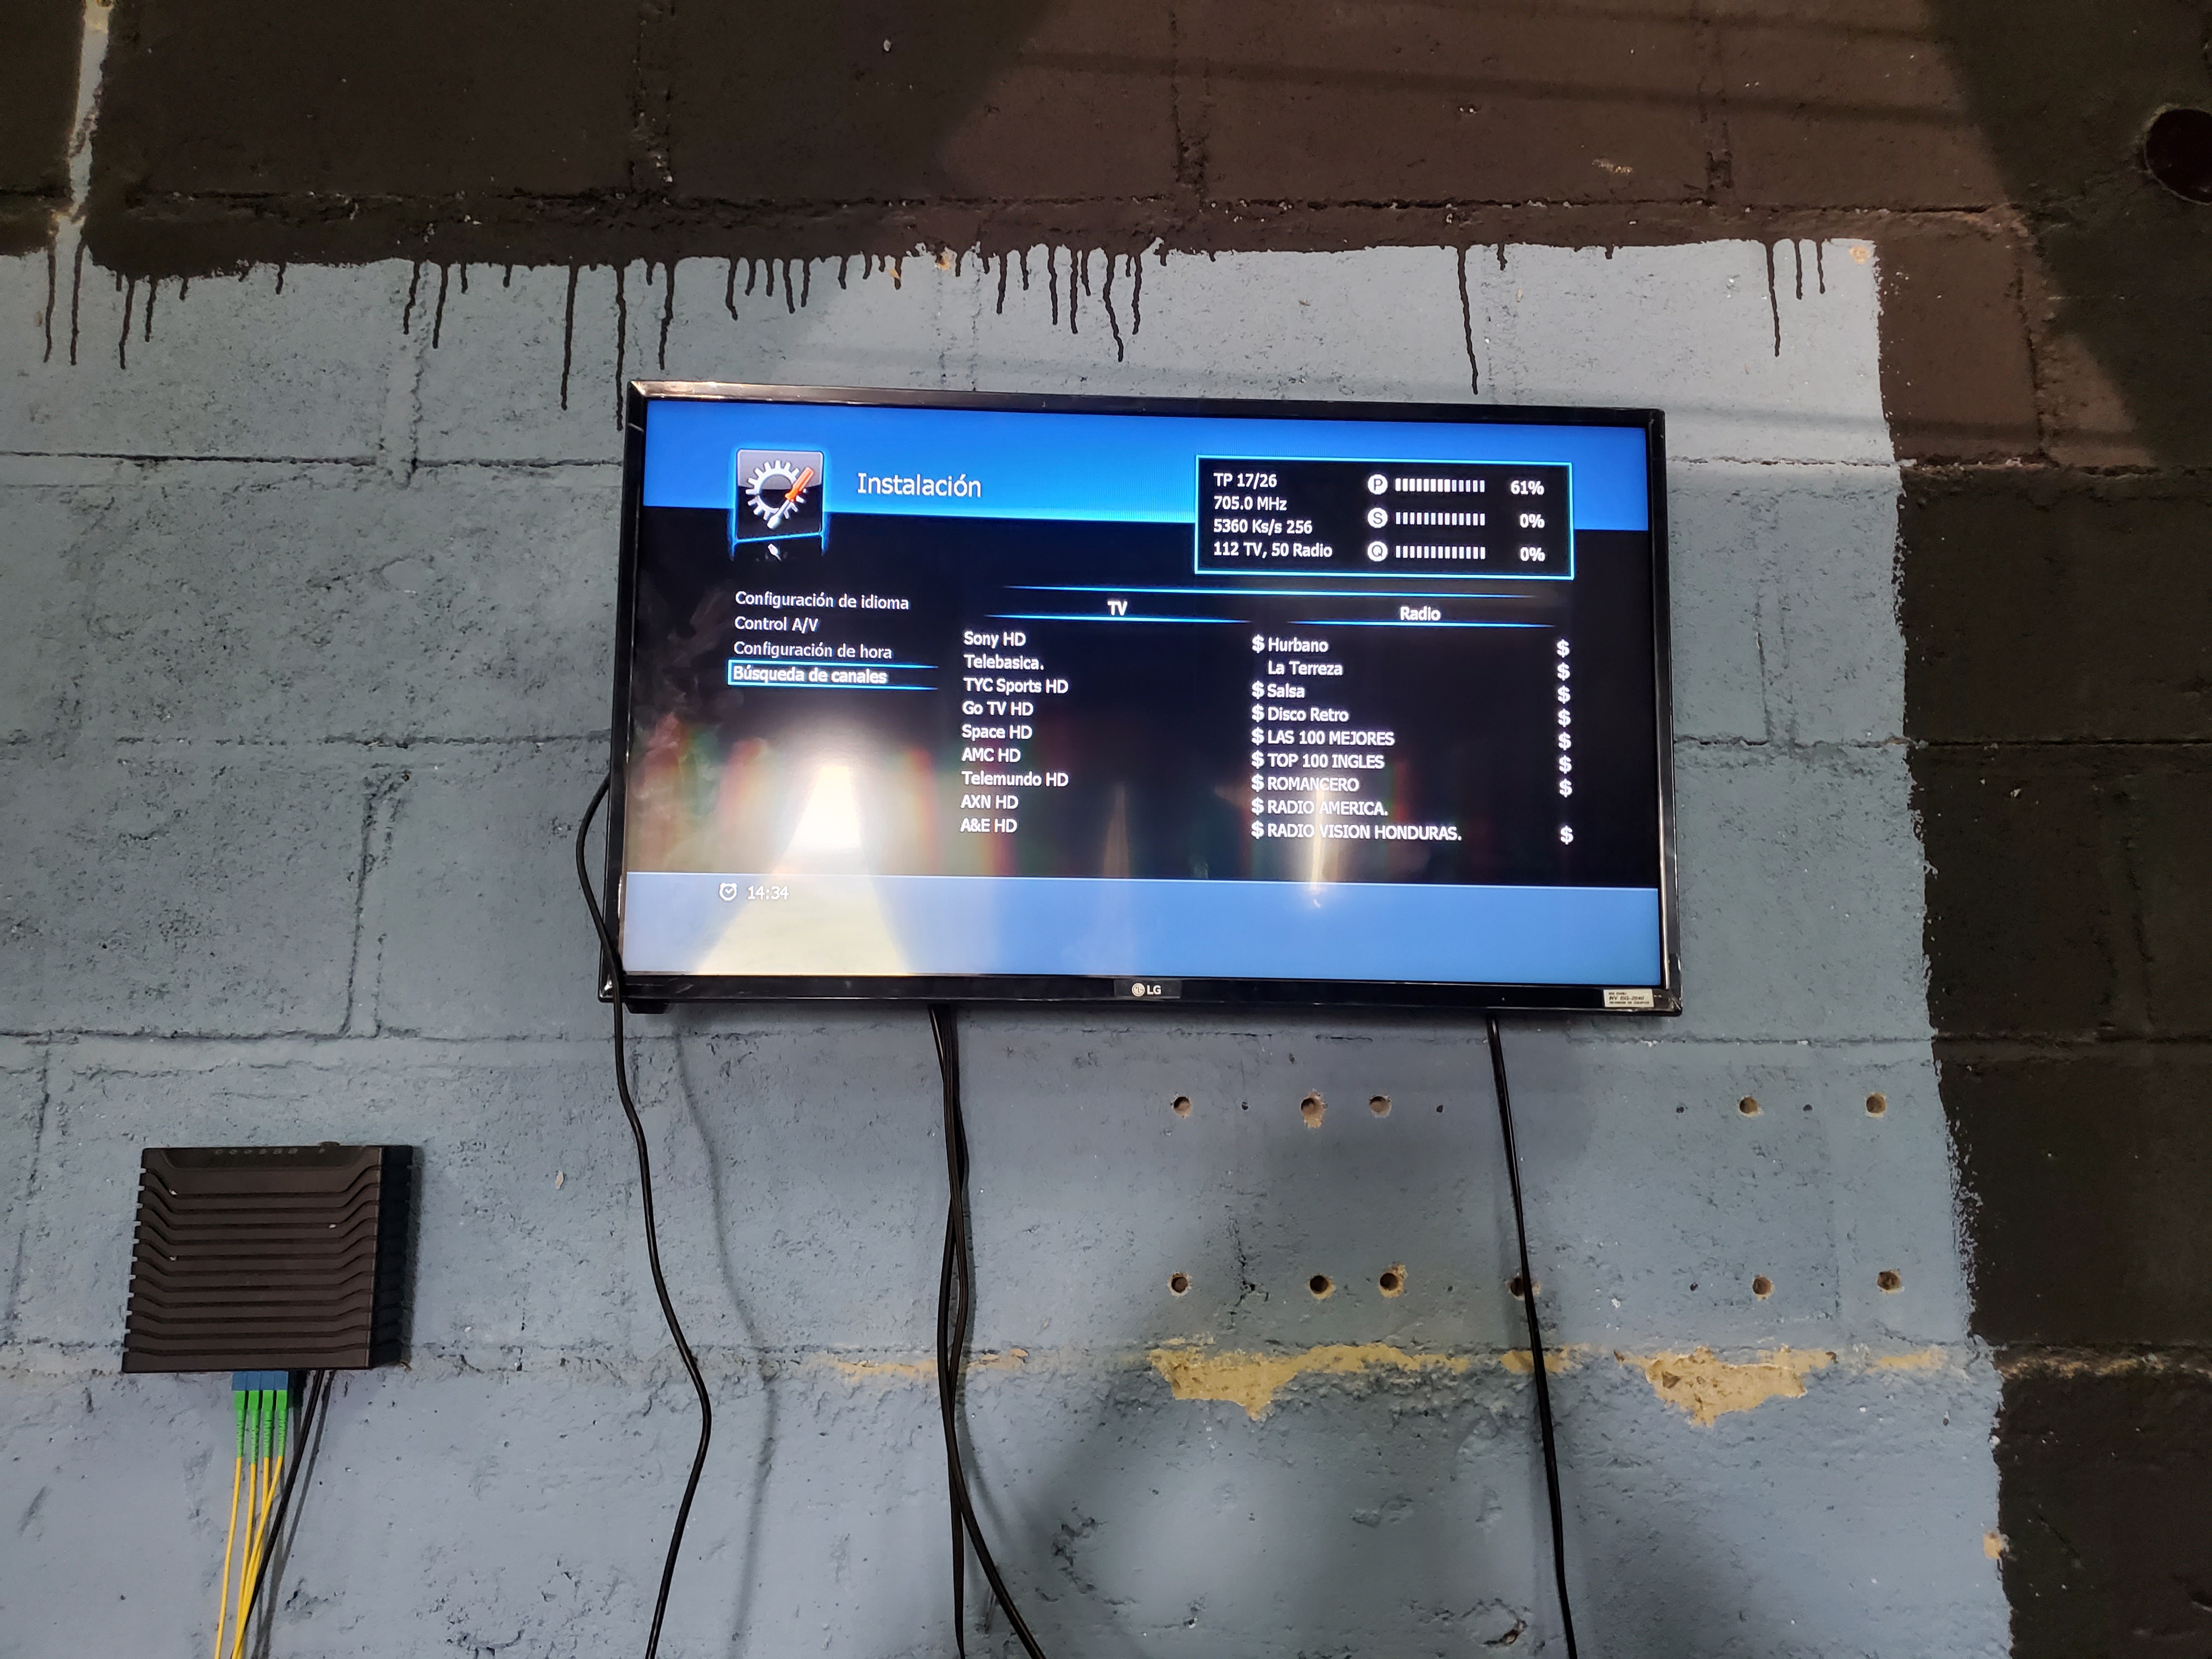 Instalación
TP 17/26
705.0 MHz
5360 Ks/s 256
112 TV, 50 Radio
P 61%
S 0%
Q 0%
Configuración de idioma
Control A/V
Configuración de hora
Búsqueda de canales
TV
Sony HD $
Telebasica.
TYC Sports HD $
Go TV HD $
Space HD $
AMC HD $
Telemundo HD $
AXN HD $
A&E HD $
Radio
Hurbano $
La Terreza $
Salsa $
Disco Retro $
LAS 100 MEJORES $
TOP 100 INGLES $
ROMANCERO $
RADIO AMERICA.
RADIO VISION HONDURAS. $
14:34
LG